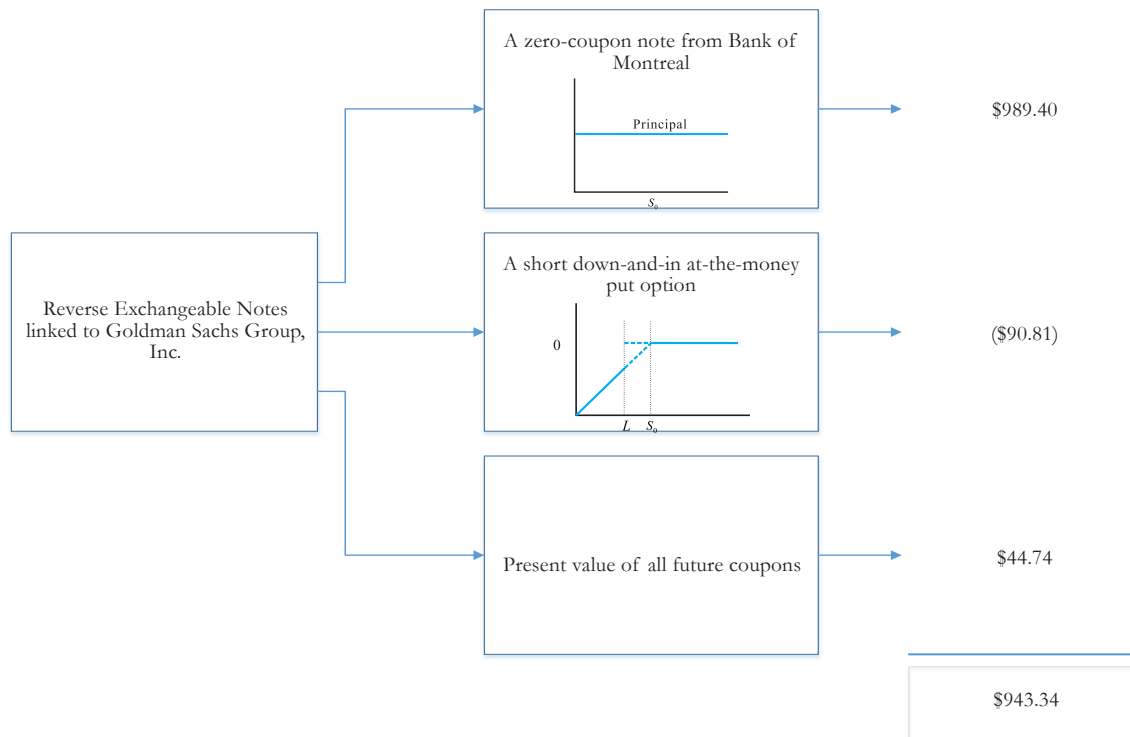 A zero-coupon note from Bank of
Montreal
Principal
S₀
$989.40
Reverse Exchangeable Notes
linked to Goldman Sachs Group,
Inc.
A short down-and-in at-the-money
put option
0
L S₀
($90.81)
Present value of all future coupons
$44.74
$943.34